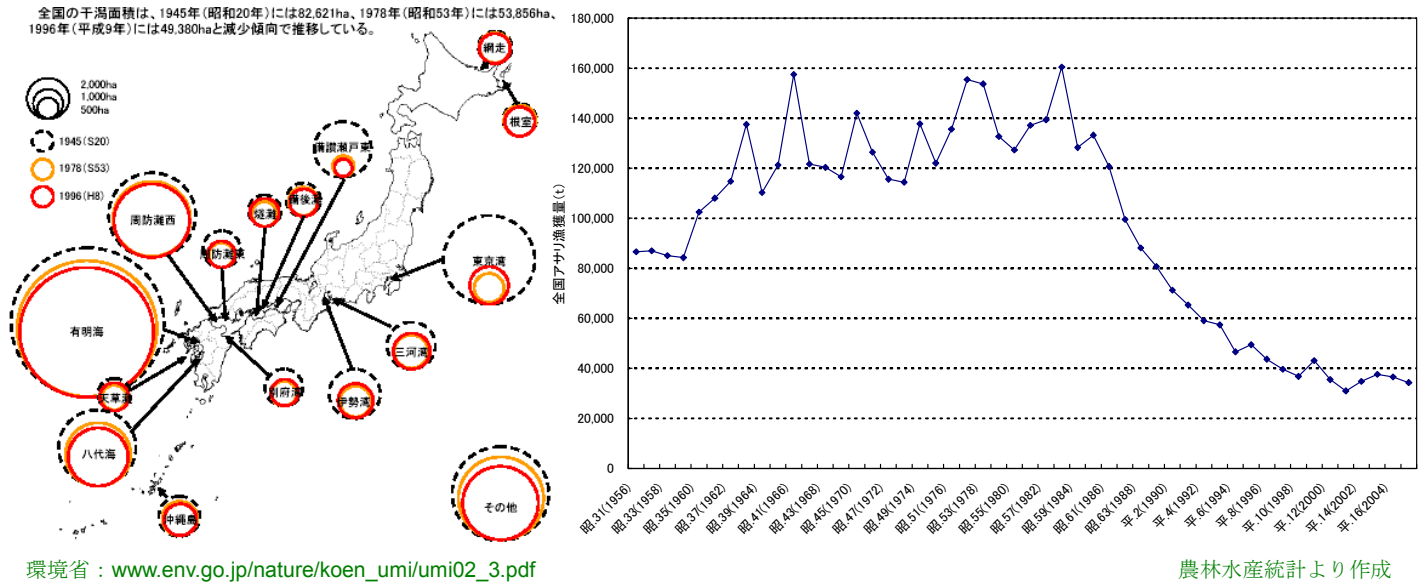 全国の干潟面積は、1945年(昭和20年)には82,621ha、1978年(昭和53年)には53,856ha、
1996年(平成9年)には49,380haと減少傾向で推移している。
2,000ha
1,000ha
500ha
1945(S20)
1978(S53)
1996(H8)
網走
根室
備讃瀬戸東
備後灘
燧灘
周防灘西
周防灘東
東京湾
有明海
三河湾
天草灘
別府湾
伊勢湾
八代海
沖縄島
その他
環境省：www.env.go.jp/nature/koen_umi/umi02_3.pdf
全国アサリ漁獲量(t)
180,000
160,000
140,000
120,000
100,000
80,000
60,000
40,000
20,000
0
昭.31(1956)
昭.33(1958)
昭.35(1960)
昭.37(1962)
昭.39(1964)
昭.41(1966)
昭.43(1968)
昭.45(1970)
昭.47(1972)
昭.49(1974)
昭.51(1976)
昭.53(1978)
昭.55(1980)
昭.57(1982)
昭.59(1984)
昭.61(1986)
昭.63(1988)
平.2(1990)
平.4(1992)
平.6(1994)
平.8(1996)
平.10(1998)
平.12(2000)
平.14(2002)
平.16(2004)
農林水産統計より作成